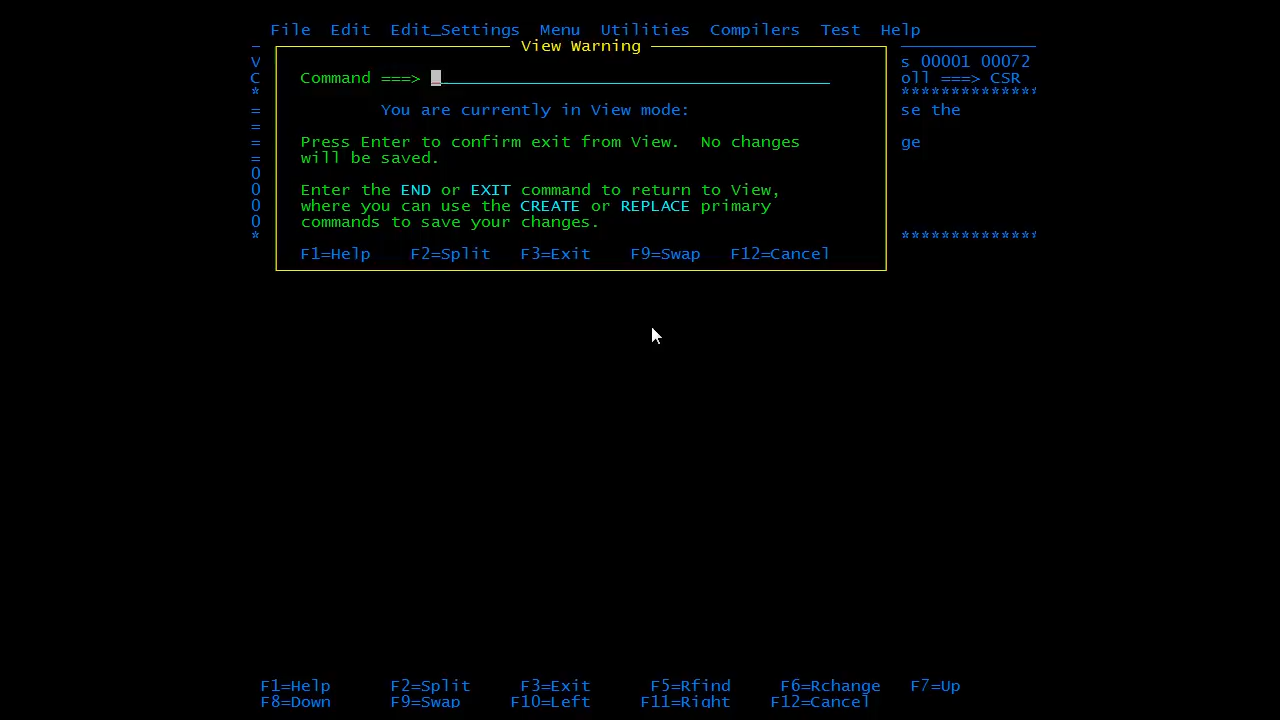 File  Edit  Edit_Settings  Menu  Utilities  Compilers  Test  Help
─ View Warning
V s 00001 00072
C Command ===> oll ===> CSR
* **************
= You are currently in View mode: se the
=
= Press Enter to confirm exit from View.  No changes ge
= will be saved.
0
0 Enter the END or EXIT command to return to View,
0 where you can use the CREATE or REPLACE primary
0 commands to save your changes.
* **************
F1=Help  F2=Split  F3=Exit  F9=Swap  F12=Cancel
F1=Help  F2=Split  F3=Exit  F5=Rfind  F6=Rchange  F7=Up
F8=Down  F9=Swap  F10=Left  F11=Right  F12=Cancel